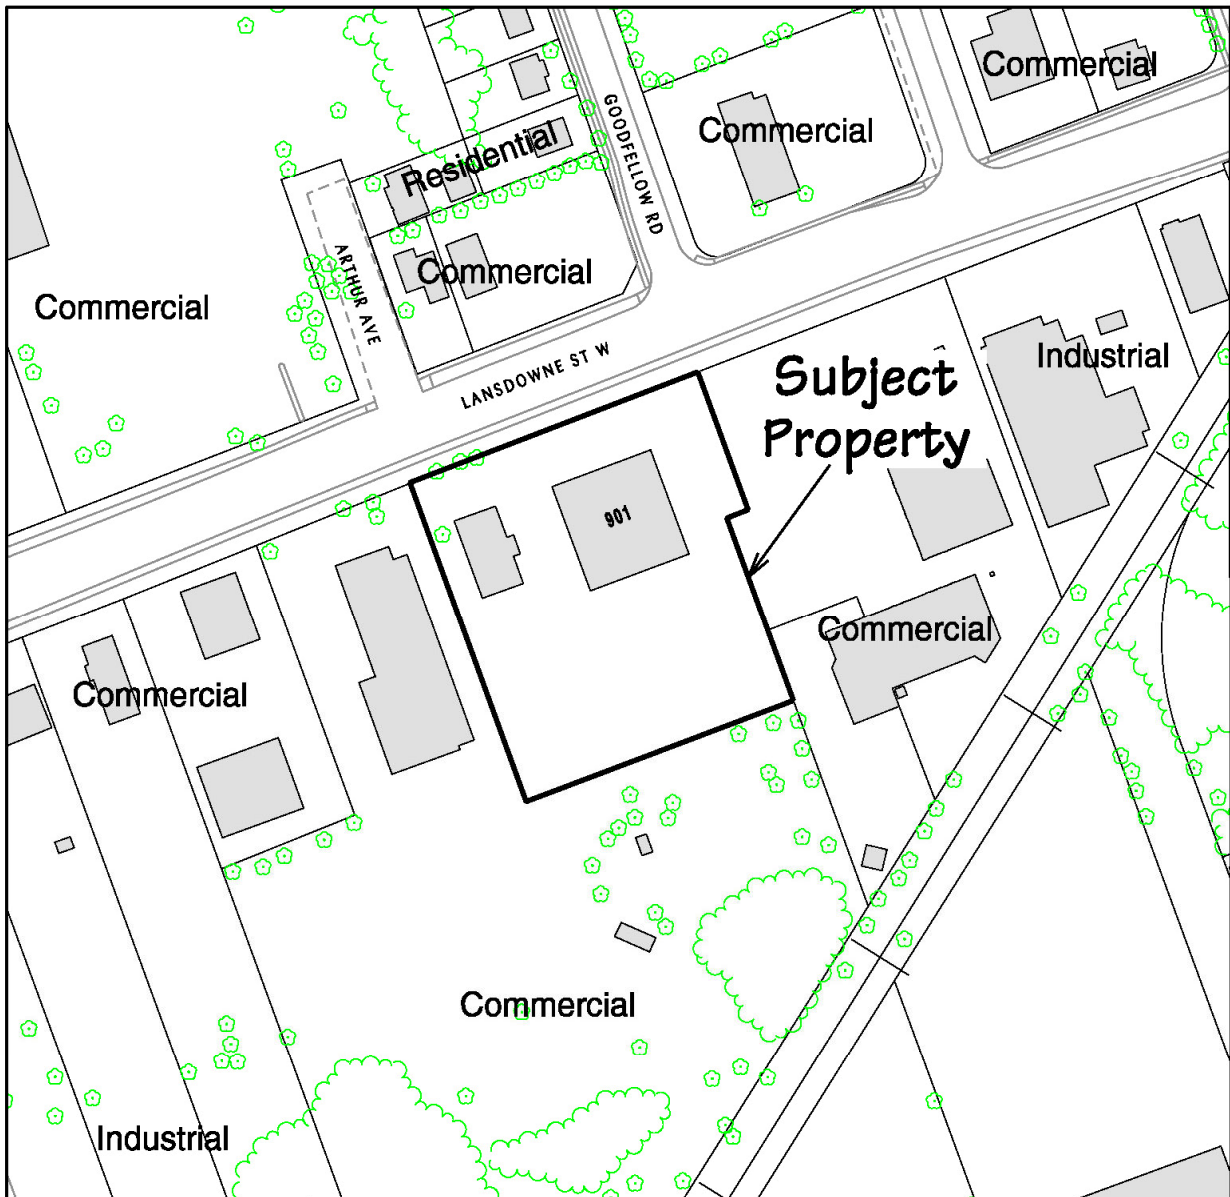 Commercial
Commercial
Residential
GOODFELLOW RD
ARTHUR AVE
Commercial
Commercial
LANSDOWNE ST W
Industrial
Subject
Property
901
Commercial
Commercial
Commercial
Industrial